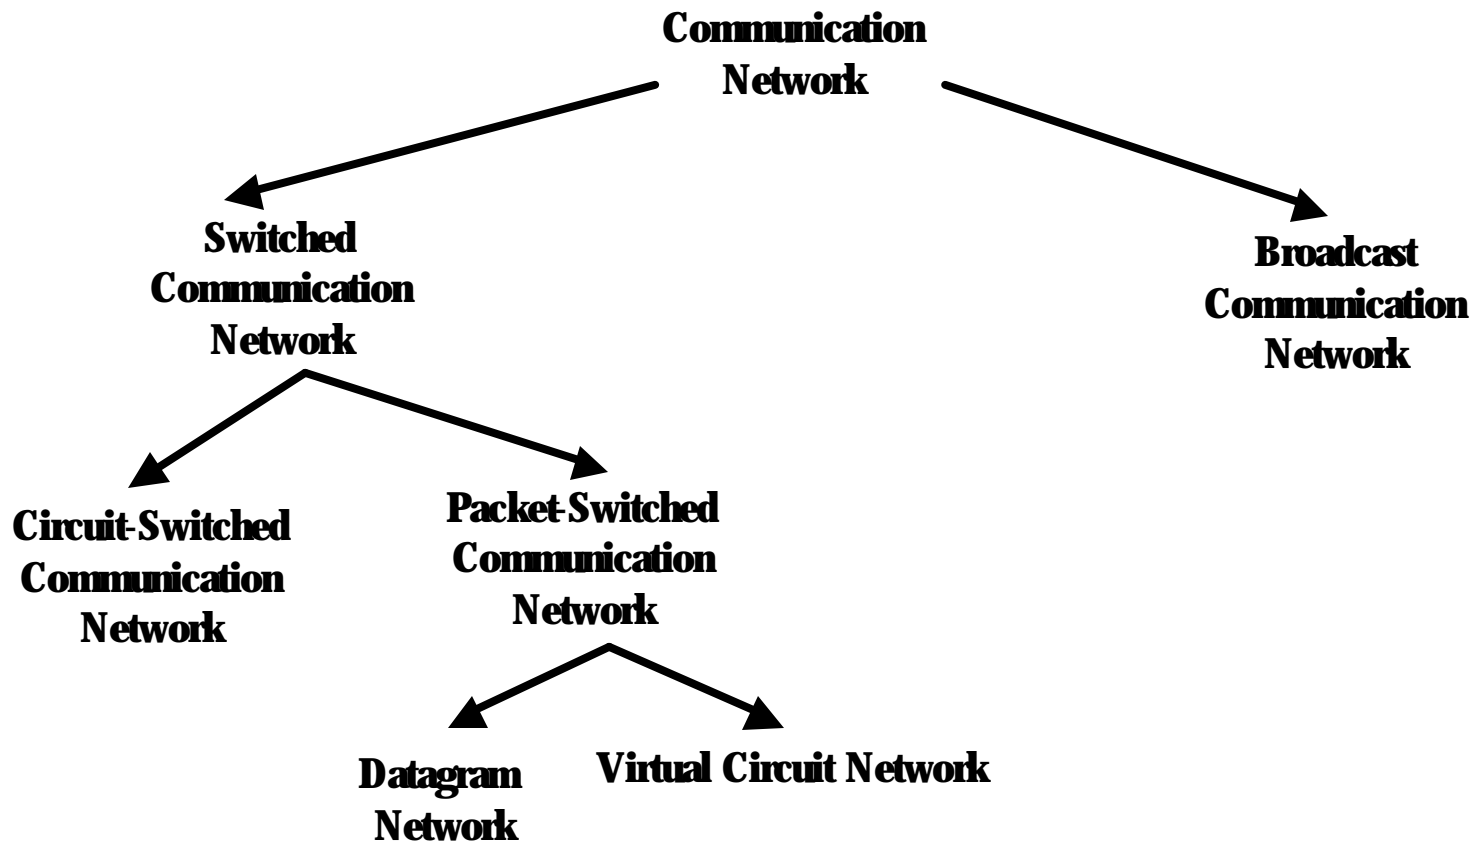 Communication
Network
Switched
Communication
Network
Broadcast
Communication
Network
Circuit-Switched
Communication
Network
Packet-Switched
Communication
Network
Datagram
Network
Virtual Circuit Network